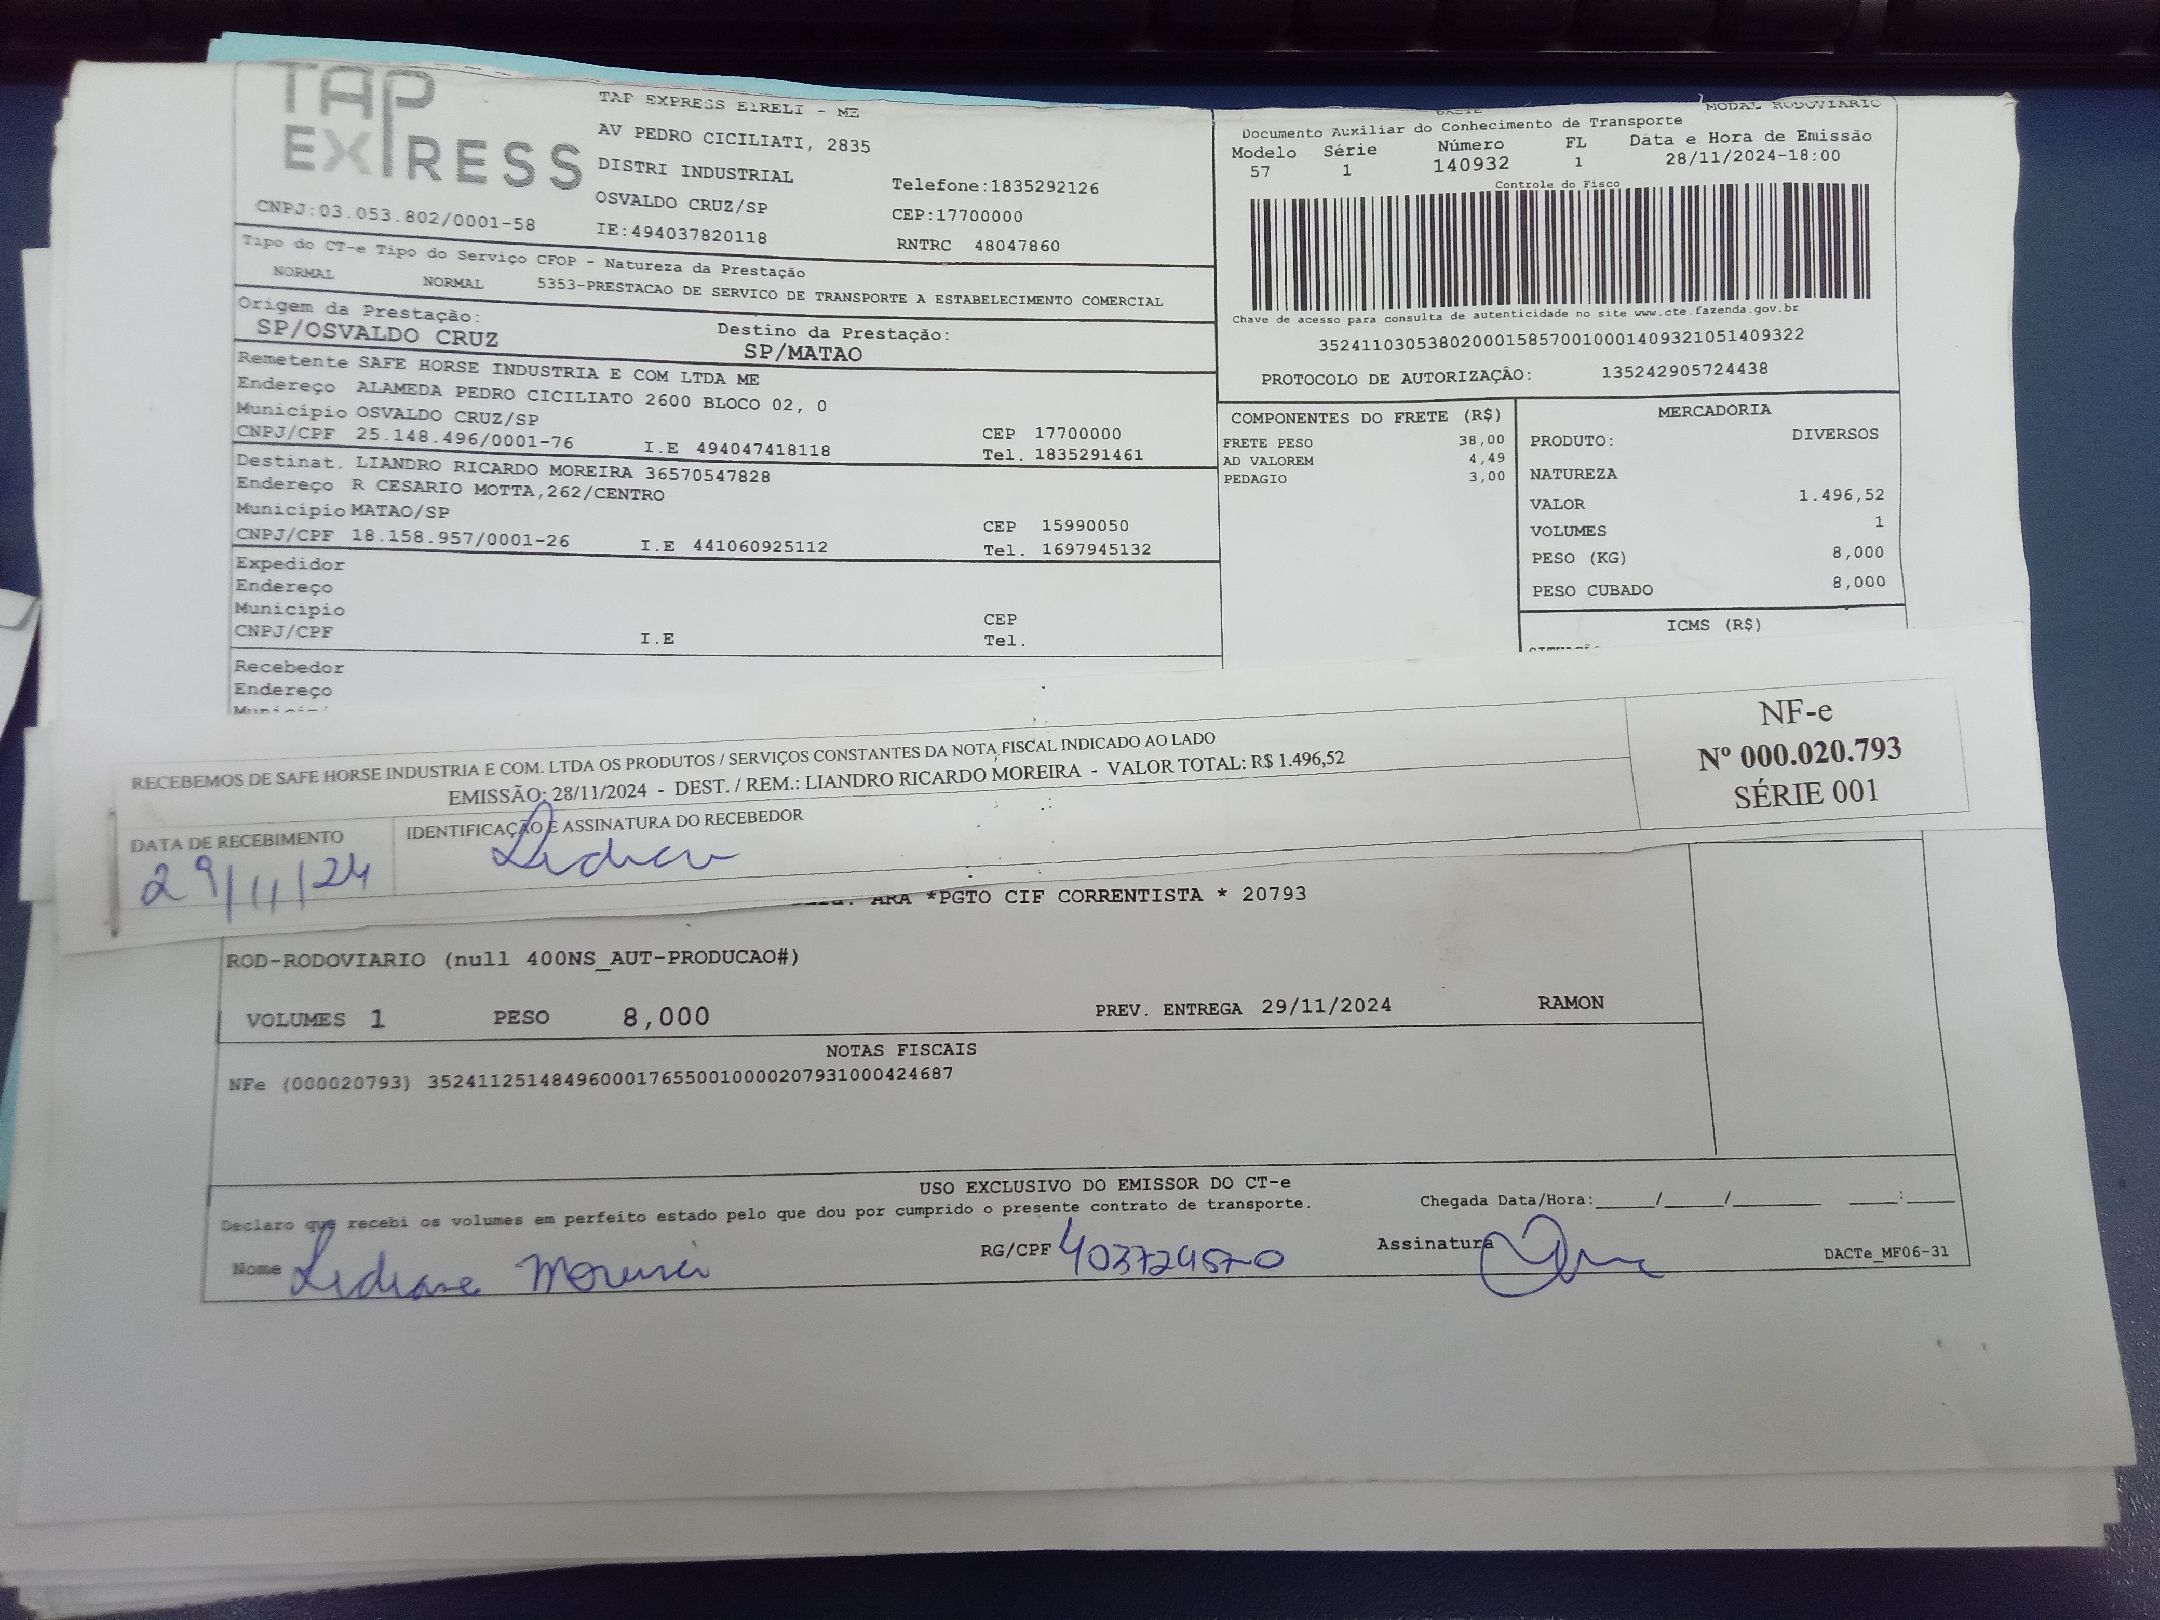 TAP
EXPRESS
TAP EXPRESS EIRELI - ME
AV PEDRO CICILIATI, 2835
DISTRI INDUSTRIAL
Telefone:1835292126
OSVALDO CRUZ/SP
CEP:17700000
CNPJ:03.053.802/0001-58
IE:494037820118
RNTRC 48047860
MODAL RODOVIARIO
Documento Auxiliar do Conhecimento de Transporte
Modelo Série Número FL Data e Hora de Emissão
57 1 140932 1 28/11/2024-18:00
Controle do Fisco
Chave de acesso para consulta de autenticidade no site www.cte.fazenda.gov.br
35241103053802000158570010001409321051409322
PROTOCOLO DE AUTORIZAÇÃO: 135242905724438
Tipo do CT-e Tipo do Serviço CFOP - Natureza da Prestação
NORMAL NORMAL 5353-PRESTACAO DE SERVICO DE TRANSPORTE A ESTABELECIMENTO COMERCIAL
Origem da Prestação: Destino da Prestação:
SP/OSVALDO CRUZ SP/MATAO
Remetente SAFE HORSE INDUSTRIA E COM LTDA ME
Endereço ALAMEDA PEDRO CICILIATO 2600 BLOCO 02, 0
Município OSVALDO CRUZ/SP CEP 17700000
CNPJ/CPF 25.148.496/0001-76 I.E 494047418118 Tel. 1835291461
Destinat. LIANDRO RICARDO MOREIRA 36570547828
Endereço R CESARIO MOTTA,262/CENTRO
Município MATAO/SP CEP 15990050
CNPJ/CPF 18.158.957/0001-26 I.E 441060925112 Tel. 1697945132
Expedidor
Endereço
Município CEP
CNPJ/CPF I.E Tel.
Recebedor
Endereço
COMPONENTES DO FRETE (R$)
FRETE PESO 38,00
AD VALOREM 4,49
PEDAGIO 3,00
MERCADORIA
PRODUTO: DIVERSOS
NATUREZA
VALOR 1.496,52
VOLUMES 1
PESO (KG) 8,000
PESO CUBADO 8,000
ICMS (R$)
RECEBEMOS DE SAFE HORSE INDUSTRIA E COM. LTDA OS PRODUTOS / SERVIÇOS CONSTANTES DA NOTA FISCAL INDICADO AO LADO
EMISSÃO: 28/11/2024 - DEST. / REM.: LIANDRO RICARDO MOREIRA - VALOR TOTAL: R$ 1.496,52
NF-e
Nº 000.020.793
SÉRIE 001
DATA DE RECEBIMENTO IDENTIFICAÇÃO E ASSINATURA DO RECEBEDOR
29/11/24
ARA *PGTO CIF CORRENTISTA * 20793
ROD-RODOVIARIO (null 400NS_AUT-PRODUCAO#)
VOLUMES 1 PESO 8,000 PREV. ENTREGA 29/11/2024 RAMON
NOTAS FISCAIS
NFe (000020793) 35241125148496000176550010000207931000424687
USO EXCLUSIVO DO EMISSOR DO CT-e
Declaro que recebi os volumes em perfeito estado pelo que dou por cumprido o presente contrato de transporte. Chegada Data/Hora:____/____/______ ___:___
Nome Lidiane Moreira RG/CPF 403729570 Assinatura DACTe_MF06-31